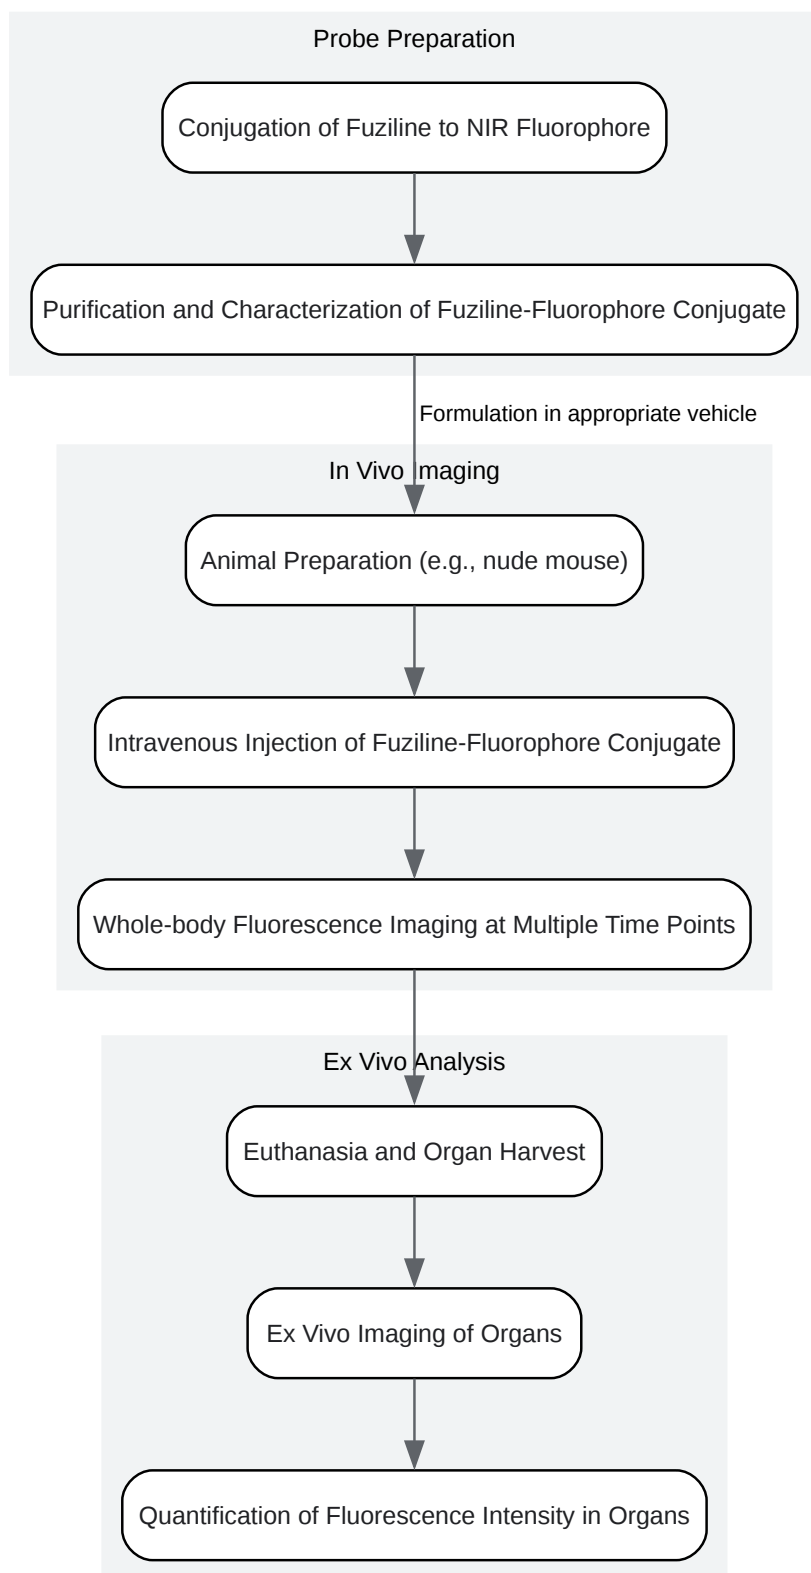 Probe Preparation
Conjugation of Fuziline to NIR Fluorophore
Purification and Characterization of Fuziline-Fluorophore Conjugate
Formulation in appropriate vehicle
In Vivo Imaging
Animal Preparation (e.g., nude mouse)
Intravenous Injection of Fuziline-Fluorophore Conjugate
Whole-body Fluorescence Imaging at Multiple Time Points
Ex Vivo Analysis
Euthanasia and Organ Harvest
Ex Vivo Imaging of Organs
Quantification of Fluorescence Intensity in Organs